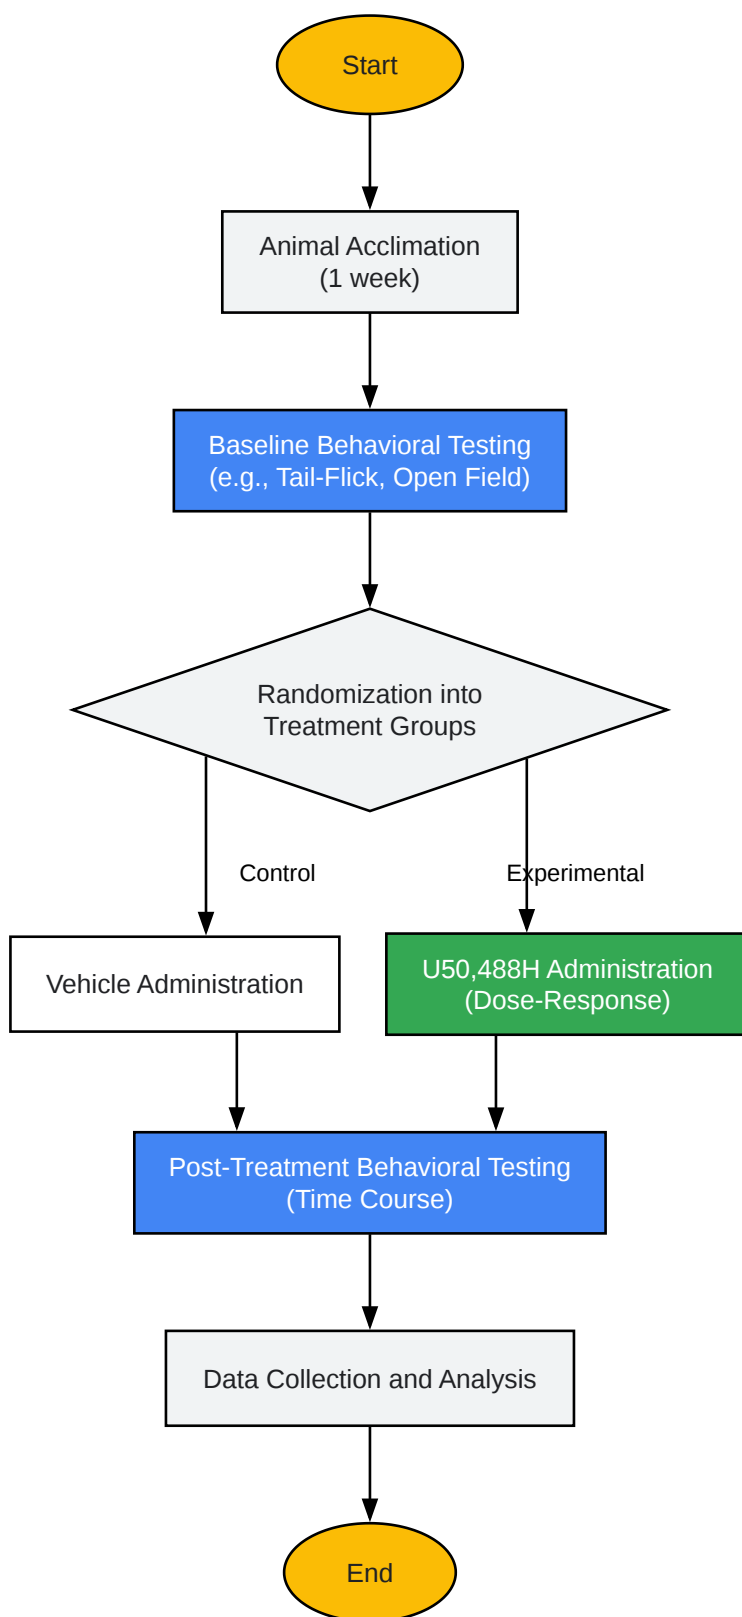 Start
Animal Acclimation
(1 week)
Baseline Behavioral Testing
(e.g., Tail-Flick, Open Field)
Randomization into
Treatment Groups
Control
Experimental
Vehicle Administration
U50,488H Administration
(Dose-Response)
Post-Treatment Behavioral Testing
(Time Course)
Data Collection and Analysis
End